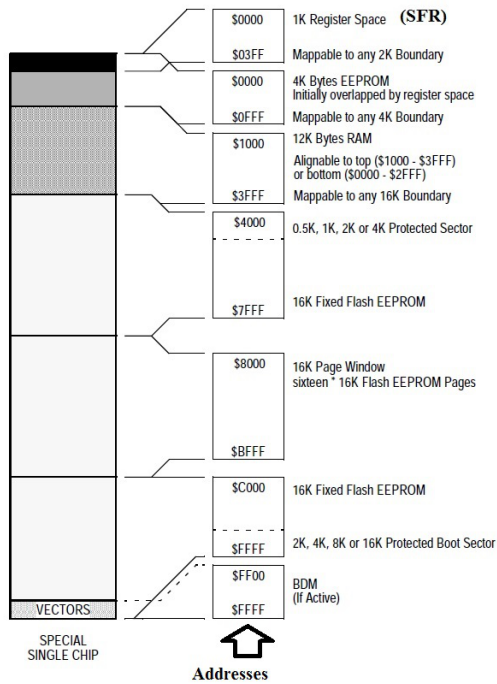 $0000 1K Register Space (SFR)
$03FF Mappable to any 2K Boundary
$0000 4K Bytes EEPROM
Initially overlapped by register space
$0FFF Mappable to any 4K Boundary
$1000 12K Bytes RAM
Alignable to top ($1000 - $3FFF)
or bottom ($0000 - $2FFF)
$3FFF Mappable to any 16K Boundary
$4000 0.5K, 1K, 2K or 4K Protected Sector
$7FFF 16K Fixed Flash EEPROM
$8000 16K Page Window
sixteen * 16K Flash EEPROM Pages
$BFFF
$C000 16K Fixed Flash EEPROM
$FFFF 2K, 4K, 8K or 16K Protected Boot Sector
$FF00 BDM
(If Active)
$FFFF
VECTORS
SPECIAL
SINGLE CHIP
Addresses